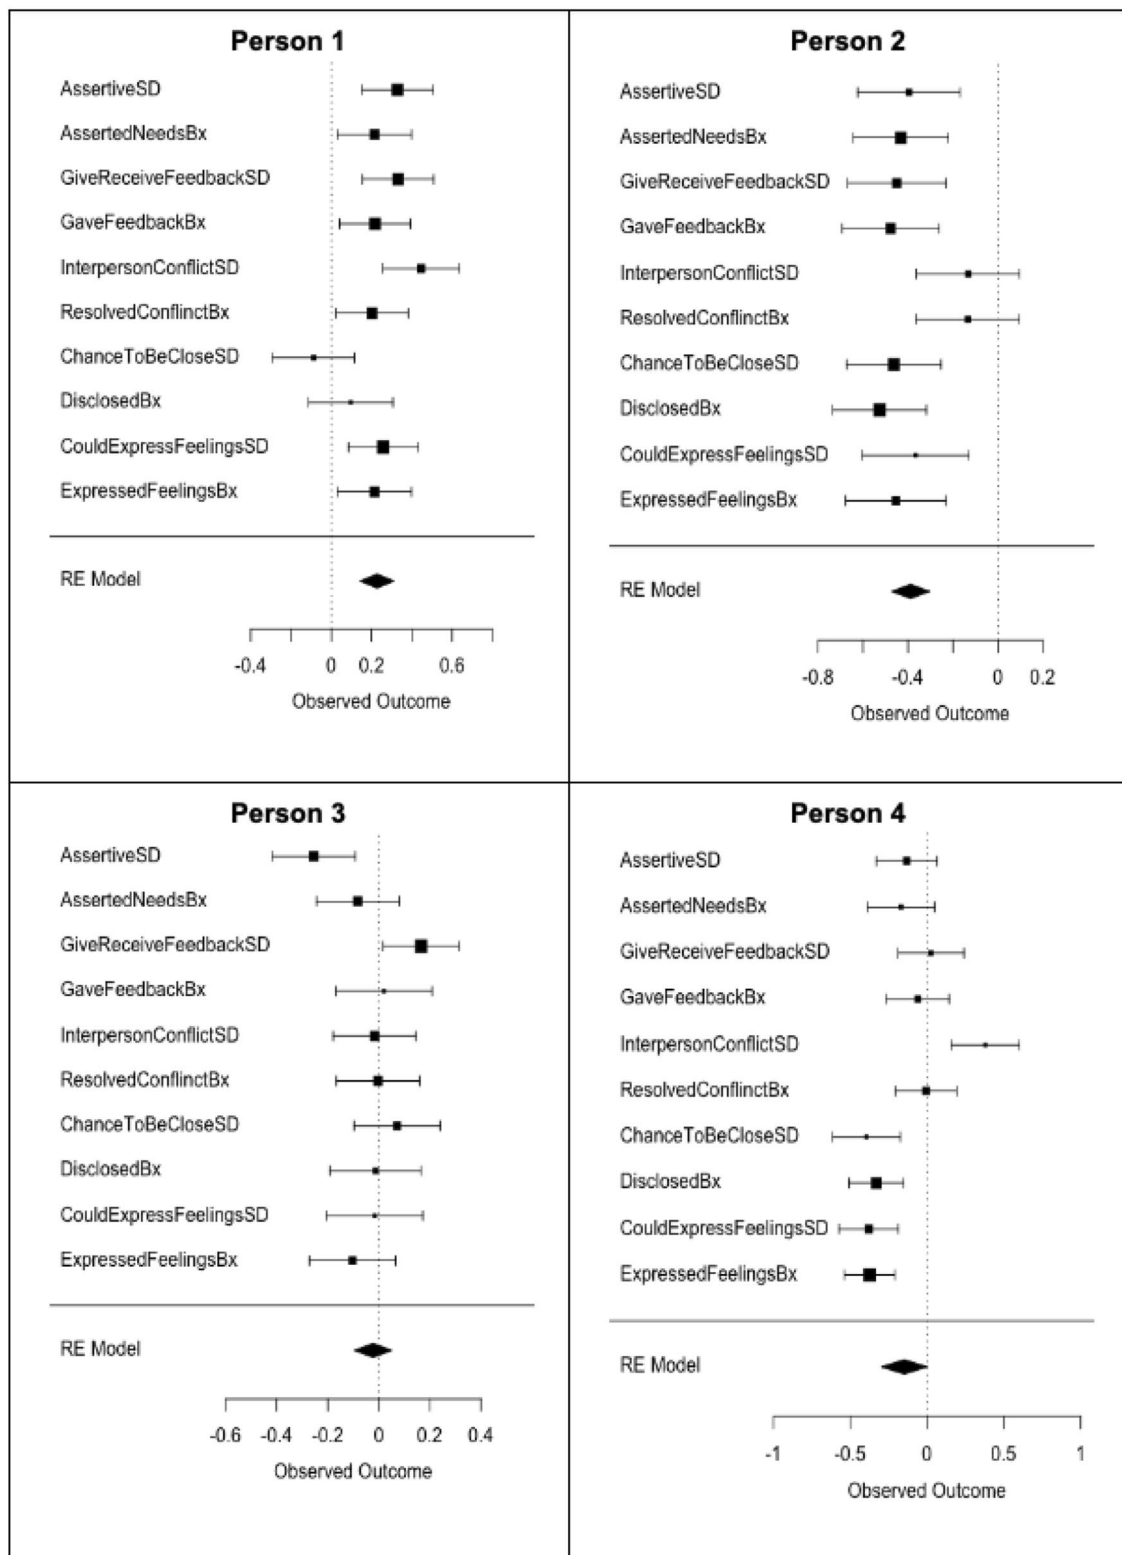 Person 1
AssertiveSD
AssertedNeedsBx
GiveReceiveFeedbackSD
GaveFeedbackBx
InterpersonConflictSD
ResolvedConflinctBx
ChanceToBeCloseSD
DisclosedBx
CouldExpressFeelingsSD
ExpressedFeelingsBx
RE Model
-0.4 0 0.2 0.6
Observed Outcome
Person 2
AssertiveSD
AssertedNeedsBx
GiveReceiveFeedbackSD
GaveFeedbackBx
InterpersonConflictSD
ResolvedConflinctBx
ChanceToBeCloseSD
DisclosedBx
CouldExpressFeelingsSD
ExpressedFeelingsBx
RE Model
-0.8 -0.4 0 0.2
Observed Outcome
Person 3
AssertiveSD
AssertedNeedsBx
GiveReceiveFeedbackSD
GaveFeedbackBx
InterpersonConflictSD
ResolvedConflinctBx
ChanceToBeCloseSD
DisclosedBx
CouldExpressFeelingsSD
ExpressedFeelingsBx
RE Model
-0.6 -0.4 -0.2 0 0.2 0.4
Observed Outcome
Person 4
AssertiveSD
AssertedNeedsBx
GiveReceiveFeedbackSD
GaveFeedbackBx
InterpersonConflictSD
ResolvedConflinctBx
ChanceToBeCloseSD
DisclosedBx
CouldExpressFeelingsSD
ExpressedFeelingsBx
RE Model
-1 -0.5 0 0.5 1
Observed Outcome